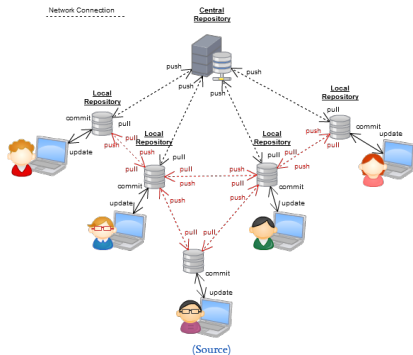 Network Connection
Central
Repository
push
push
push
push
Local
Repository
Local
Repository
commit
pull
pull
push
pull
commit
update
pull
push
Local
Repository
Local
Repository
push
pull
update
pull
pull
pull
push
pull
push
commit
push
pull
push
commit
update
update
push
push
pull
pull
commit
update
(Source)